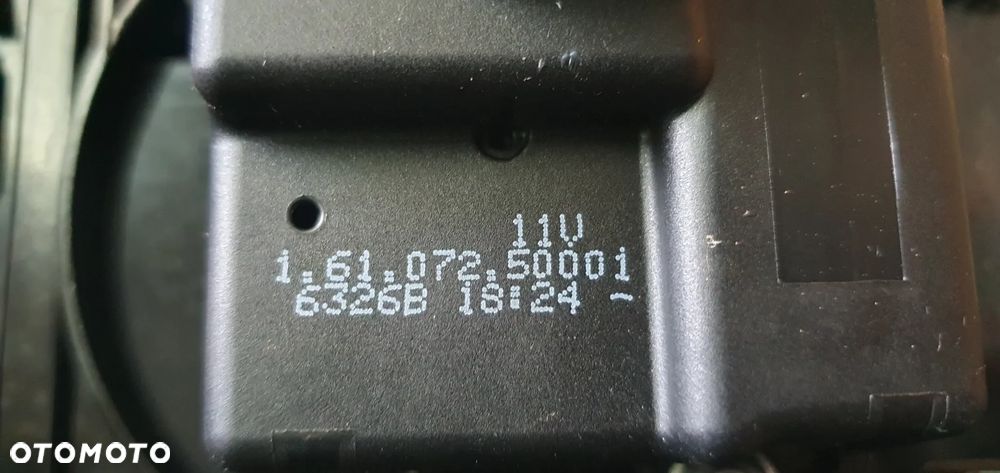 11V
1.61.072.50001
6326B 18:24 -
OTOMOTO